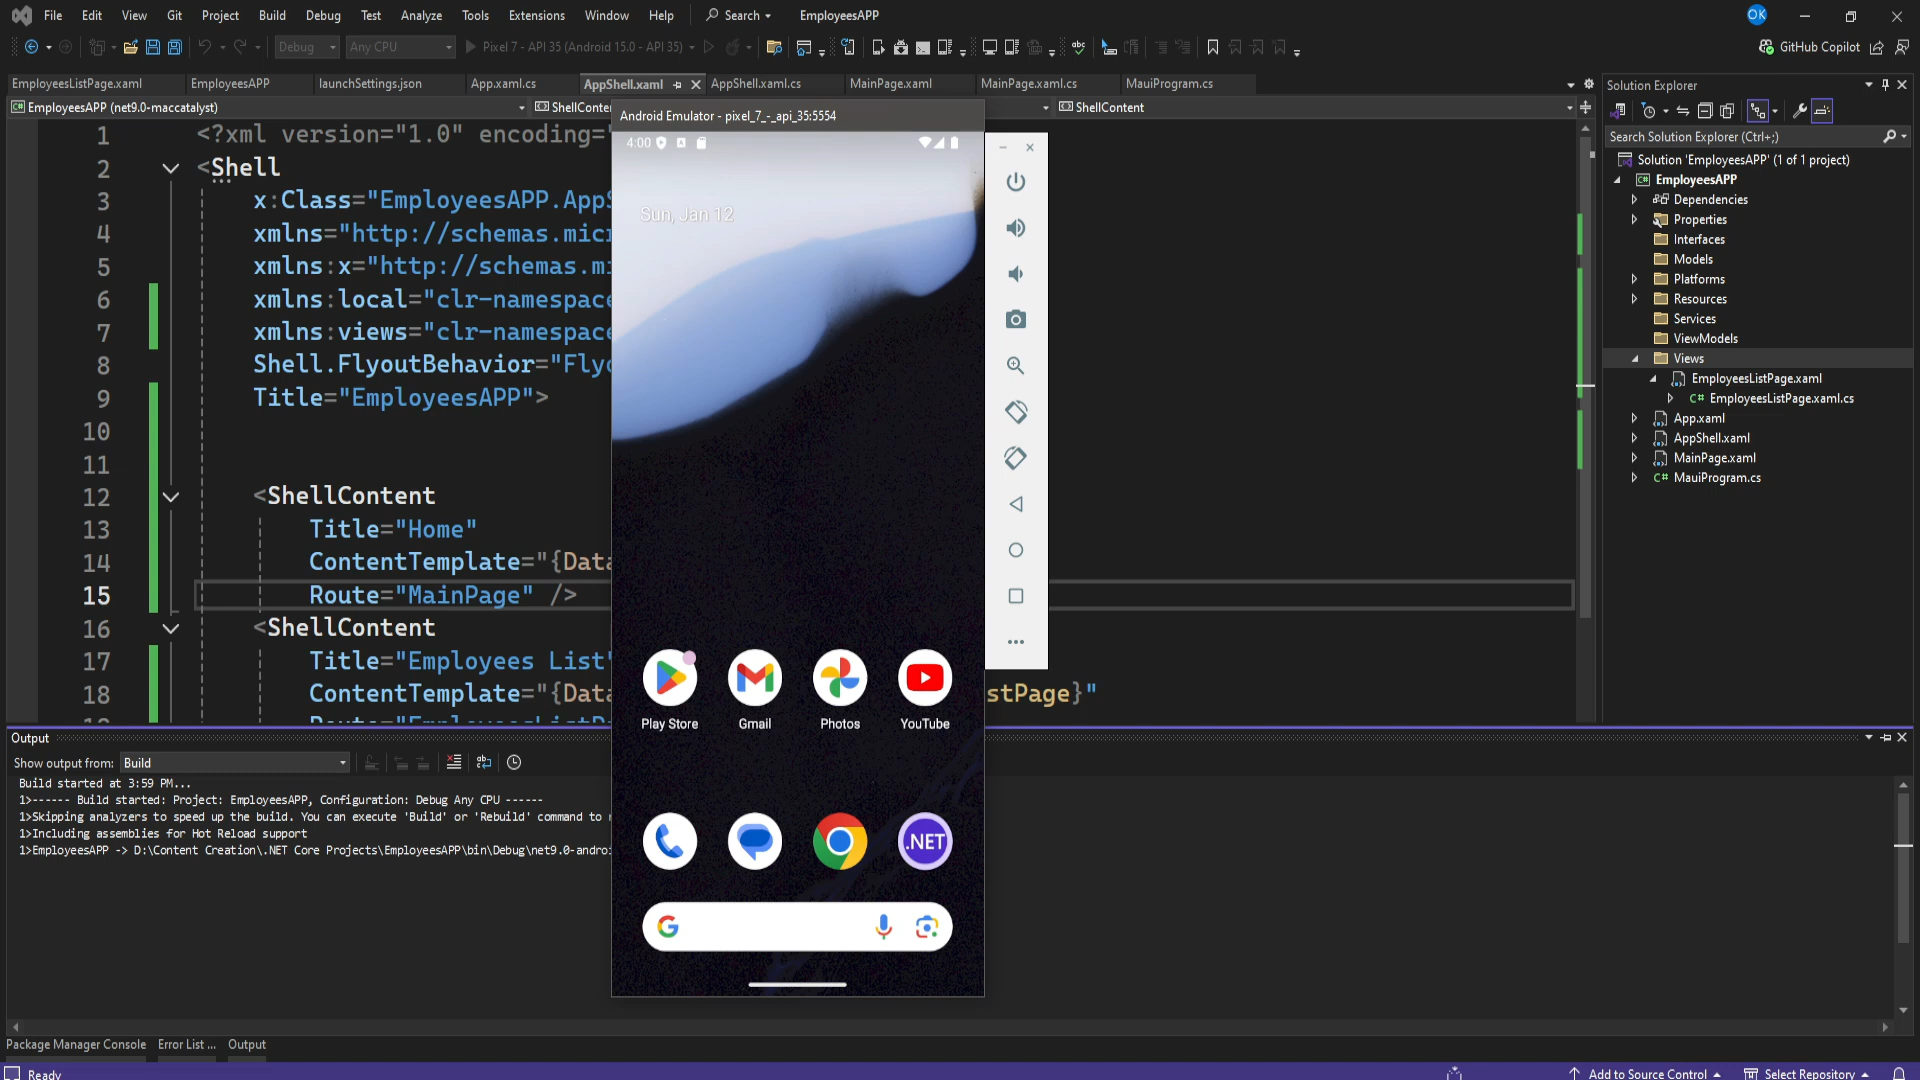 File Edit View Git Project Build Debug Test Analyze Tools Extensions Window Help Search EmployeesAPP OK
Debug Any CPU Pixel 7 - API 35 (Android 15.0 - API 35) GitHub Copilot
EmployeesListPage.xaml EmployeesAPP launchSettings.json App.xaml.cs AppShell.xaml AppShell.xaml.cs MainPage.xaml MainPage.xaml.cs MauiProgram.cs
EmployeesAPP (net9.0-maccatalyst) ShellConte ShellContent
1 <?xml version="1.0" encoding=
2 <Shell
3 x:Class="EmployeesAPP.App
4 xmlns="http://schemas.mic
5 xmlns:x="http://schemas.m
6 xmlns:local="clr-namespac
7 xmlns:views="clr-namespac
8 Shell.FlyoutBehavior="Fly
9 Title="EmployeesAPP">
10
11
12 <ShellContent
13 Title="Home"
14 ContentTemplate="{Data
15 Route="MainPage" />
16 <ShellContent
17 Title="Employees List
18 ContentTemplate="{Data stPage}"
Android Emulator - pixel_7_-_api_35:5554
4:00
Sun, Jan 12
Play Store Gmail Photos YouTube
.NET
Solution Explorer
Search Solution Explorer (Ctrl+;)
Solution 'EmployeesAPP' (1 of 1 project)
EmployeesAPP
Dependencies
Properties
Interfaces
Models
Platforms
Resources
Services
ViewModels
Views
EmployeesListPage.xaml
C# EmployeesListPage.xaml.cs
App.xaml
AppShell.xaml
MainPage.xaml
C# MauiProgram.cs
Output
Show output from: Build
Build started at 3:59 PM...
1>------ Build started: Project: EmployeesAPP, Configuration: Debug Any CPU ------
1>Skipping analyzers to speed up the build. You can execute 'Build' or 'Rebuild' command to
1>Including assemblies for Hot Reload support
1>EmployeesAPP -> D:\Content Creation\.NET Core Projects\EmployeesAPP\bin\Debug\net9.0-andro
Package Manager Console Error List ... Output
Ready Add to Source Control Select Repository